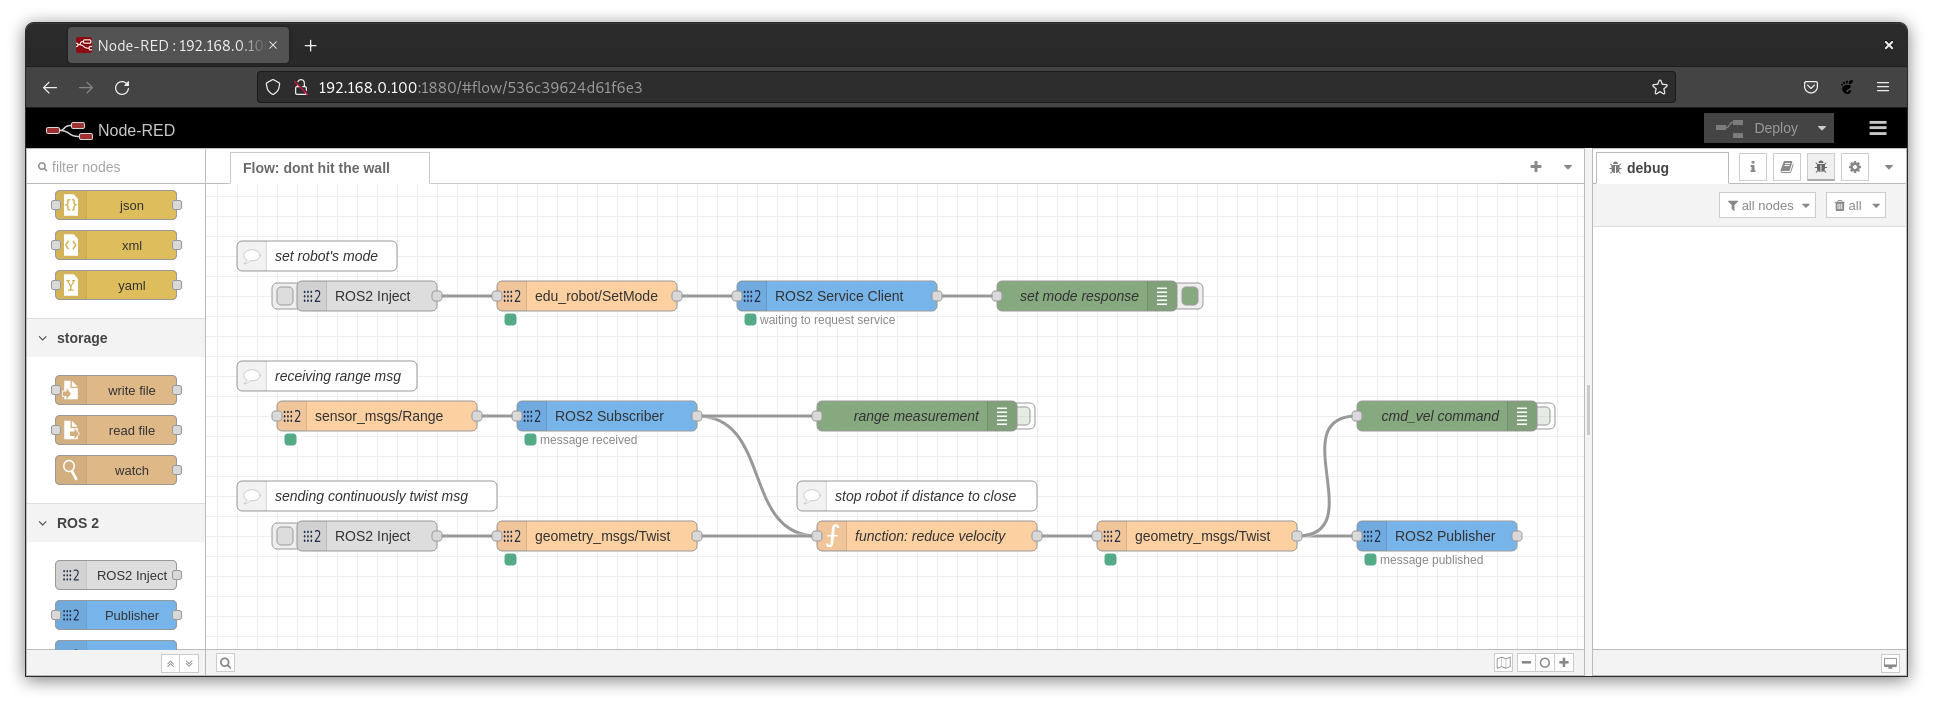 Node-RED : 192.168.0.10
192.168.0.100:1880/#flow/536c39624d61f6e3
Node-RED
Deploy
filter nodes
json
xml
yaml
storage
write file
read file
watch
ROS 2
ROS2 Inject
Publisher
Flow: dont hit the wall
set robot's mode
ROS2 Inject
edu_robot/SetMode
ROS2 Service Client
waiting to request service
set mode response
receiving range msg
sensor_msgs/Range
ROS2 Subscriber
message received
range measurement
cmd_vel command
sending continuously twist msg
stop robot if distance to close
ROS2 Inject
geometry_msgs/Twist
function: reduce velocity
geometry_msgs/Twist
ROS2 Publisher
message published
debug
all nodes
all